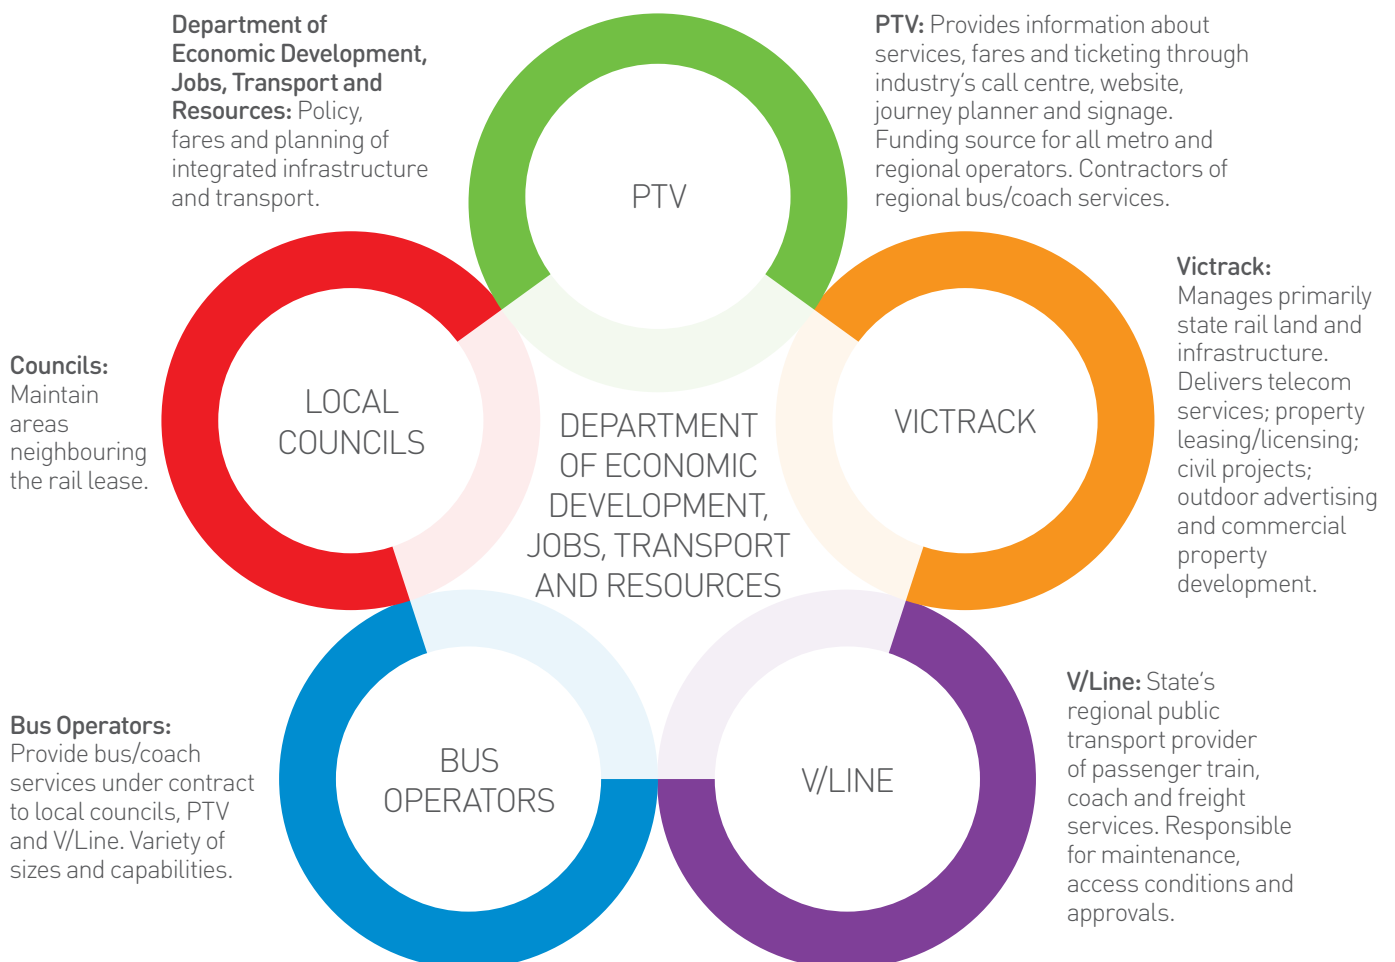 Department of
Economic Development,
Jobs, Transport and
Resources: Policy,
fares and planning of
integrated infrastructure
and transport.
PTV: Provides information about
services, fares and ticketing through
industry's call centre, website,
journey planner and signage.
Funding source for all metro and
regional operators. Contractors of
regional bus/coach services.
PTV
Councils:
Maintain
areas
neighbouring
the rail lease.
LOCAL
COUNCILS
DEPARTMENT
OF ECONOMIC
DEVELOPMENT,
JOBS, TRANSPORT
AND RESOURCES
VICTRACK
Victrack:
Manages primarily
state rail land and
infrastructure.
Delivers telecom
services; property
leasing/licensing;
civil projects;
outdoor advertising
and commercial
property
development.
Bus Operators:
Provide bus/coach
services under contract
to local councils, PTV
and V/Line. Variety of
sizes and capabilities.
BUS
OPERATORS
V/LINE
V/Line: State's
regional public
transport provider
of passenger train,
coach and freight
services. Responsible
for maintenance,
access conditions and
approvals.